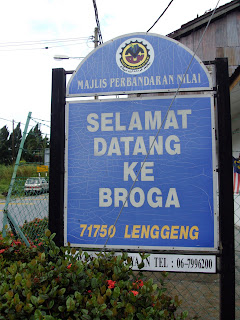 MAJLIS PERBANDARAN NILAI
SELAMAT
DATANG
KE
BROGA
71750 LENGGENG
TEL : 06-7996200